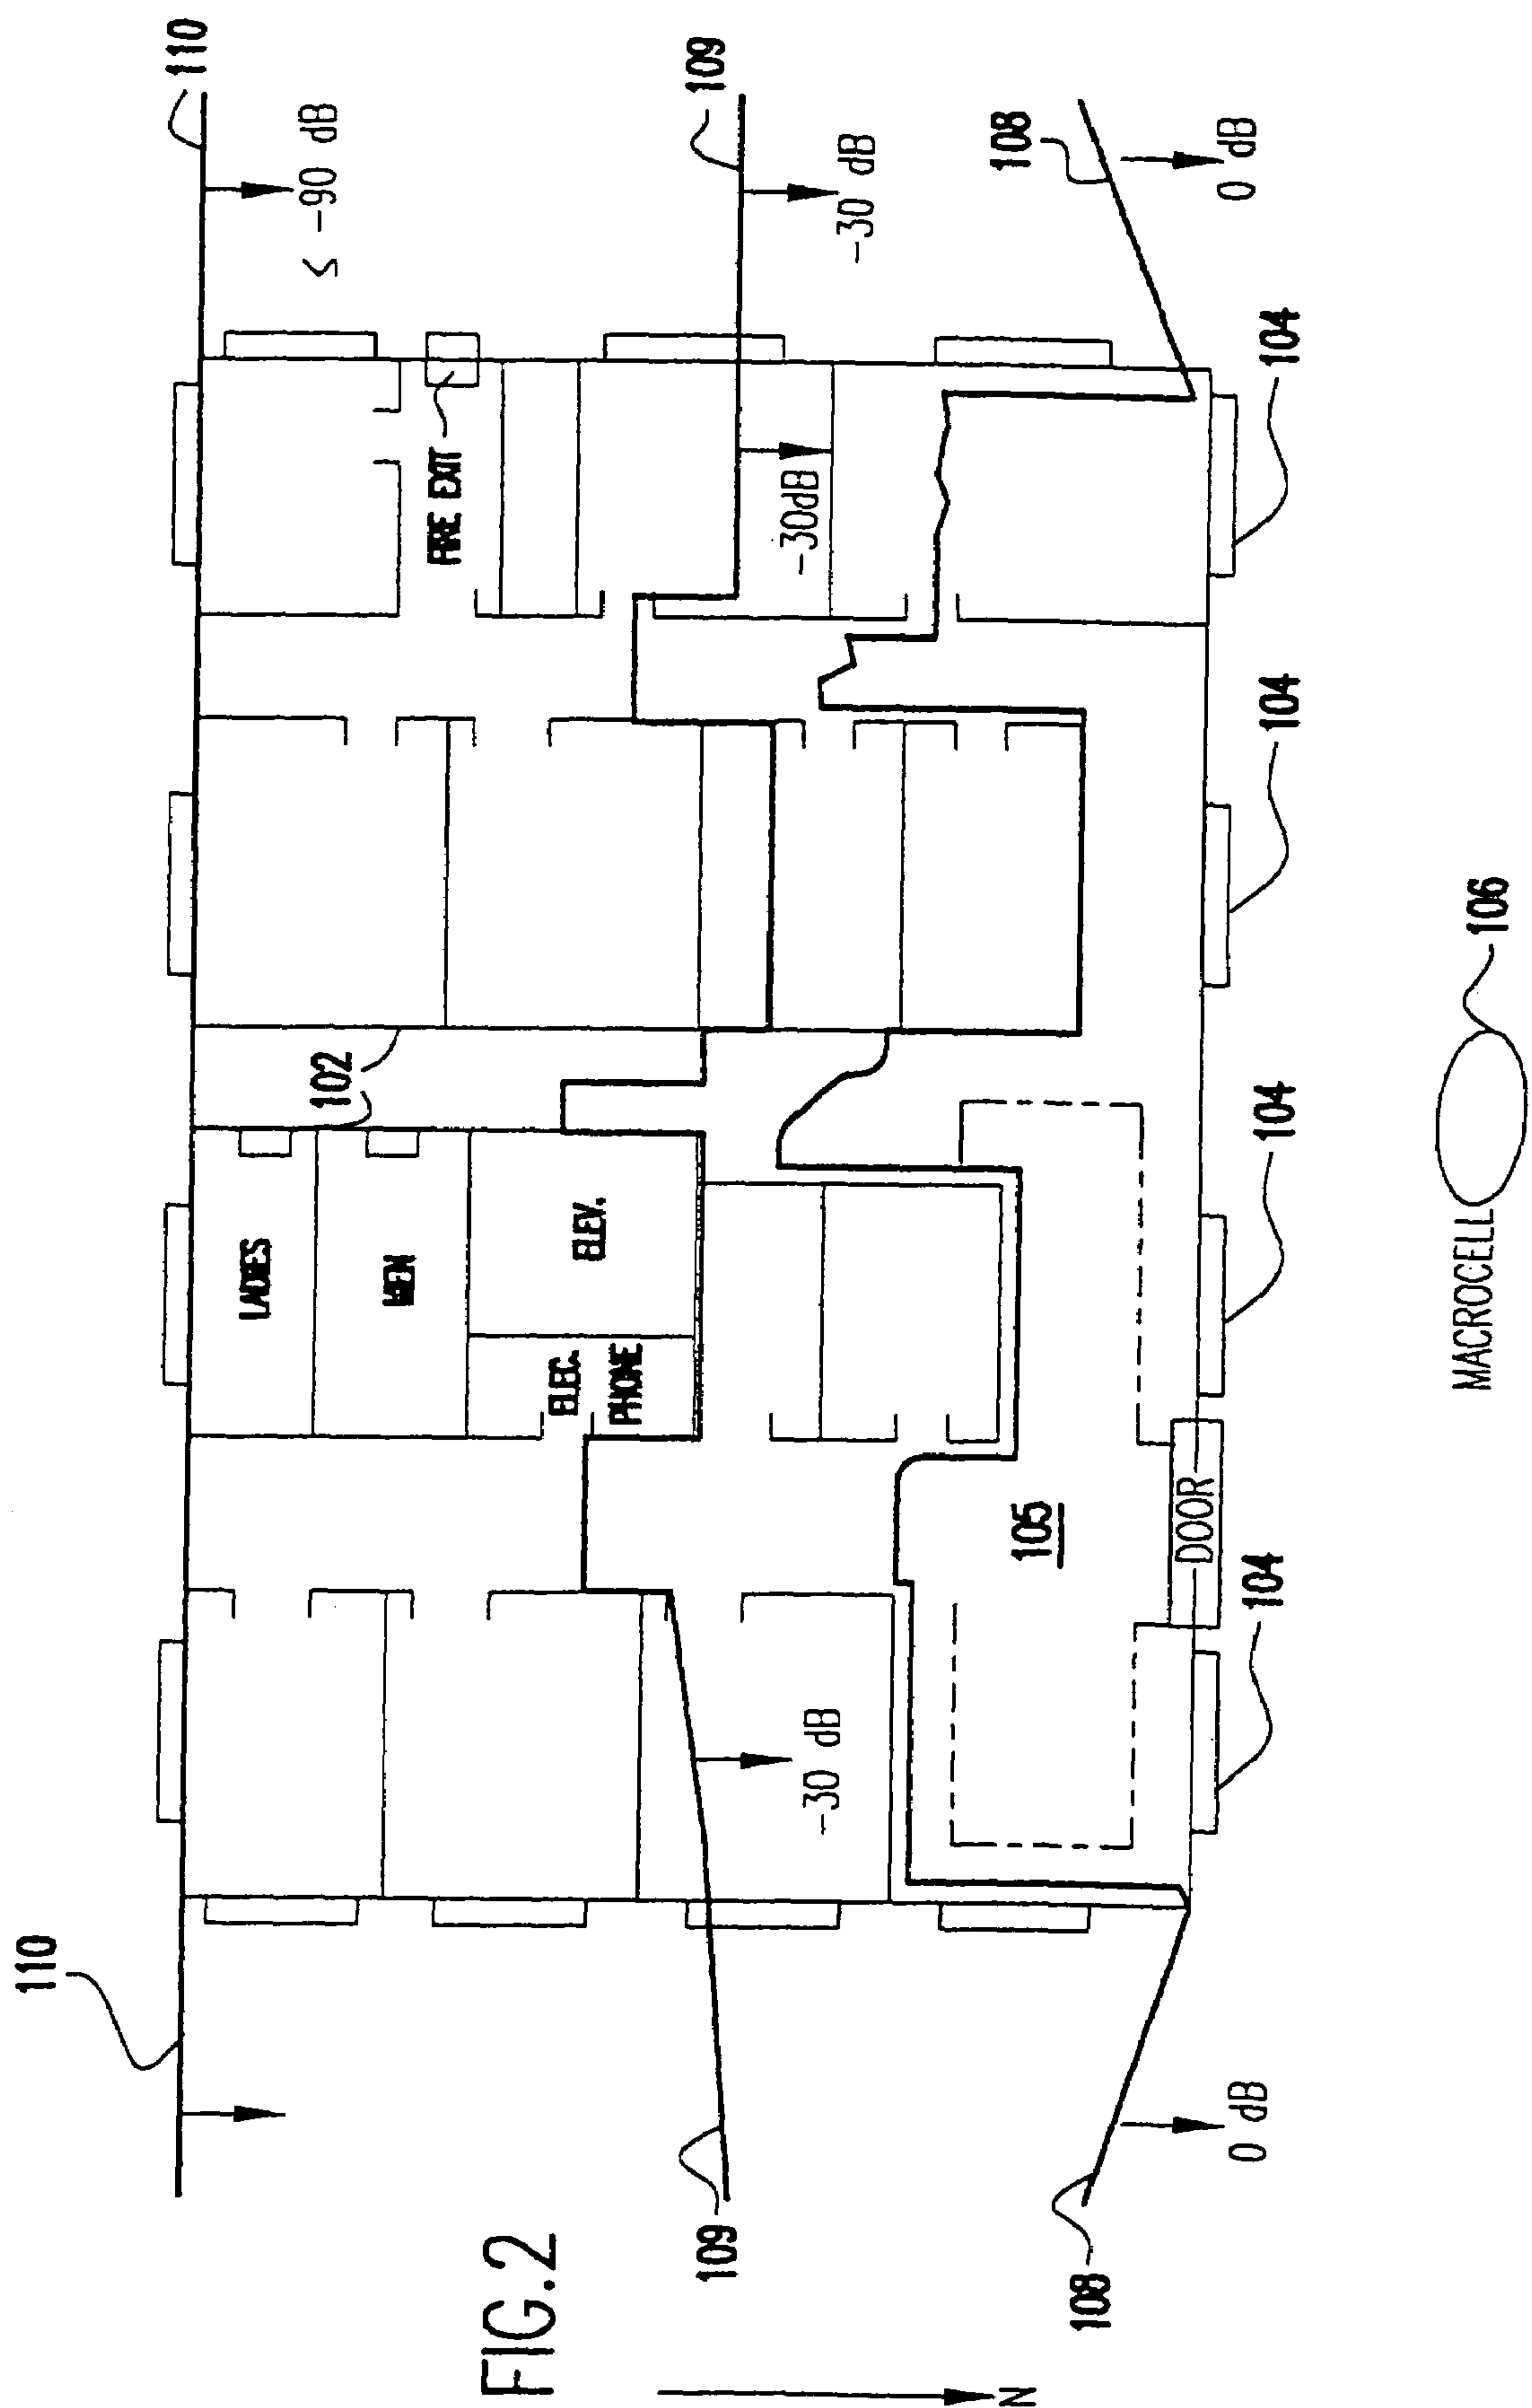 FIG.2
N
110
110
≤ -90 dB
109
109
-30 dB
-30dB
-30 dB
108
108
0 dB
0 dB
102
LADIES
MEN
ELEV.
ELEC.
PHONE
FIRE EXIT
105
DOOR
104
104
104
104
MACROCELL
106